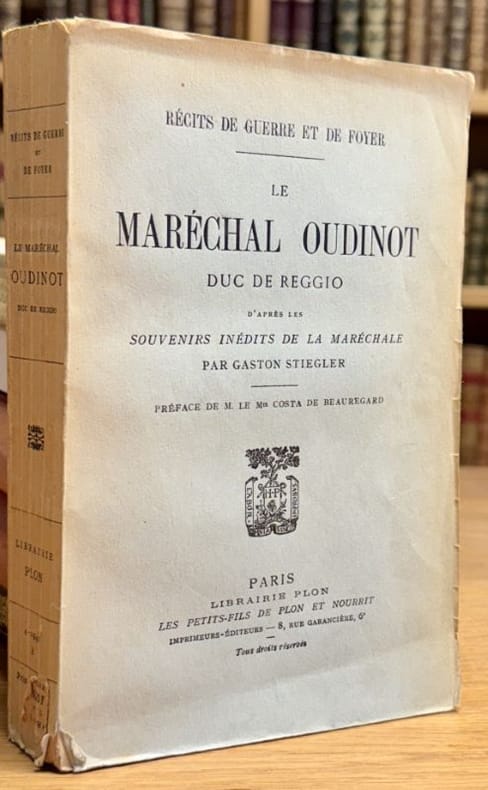 RÉCITS DE GUERRE ET DE FOYER
LE
MARÉCHAL OUDINOT
DUC DE REGGIO
D'APRÈS LES
SOUVENIRS INÉDITS DE LA MARÉCHALE
PAR GASTON STIEGLER
PRÉFACE DE M. LE Mis COSTA DE BEAUREGARD
PARIS
LIBRAIRIE PLON
LES PETITS-FILS DE PLON ET NOURRIT
IMPRIMEURS-ÉDITEURS — 8, RUE GARANCIÈRE, 6e
Tous droits réservés
RÉCITS DE GUERRE
ET
DE FOYER
LE MARÉCHAL
OUDINOT
DUC DE REGGIO
LIBRAIRIE
PLON